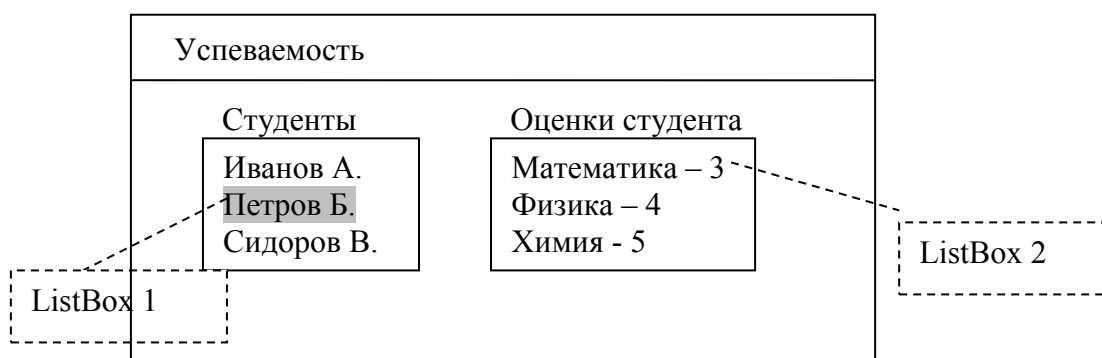 Успеваемость
Студенты
Оценки студента
Иванов А.
Петров Б.
Сидоров В.
Математика – 3
Физика – 4
Химия - 5
ListBox 2
ListBox 1